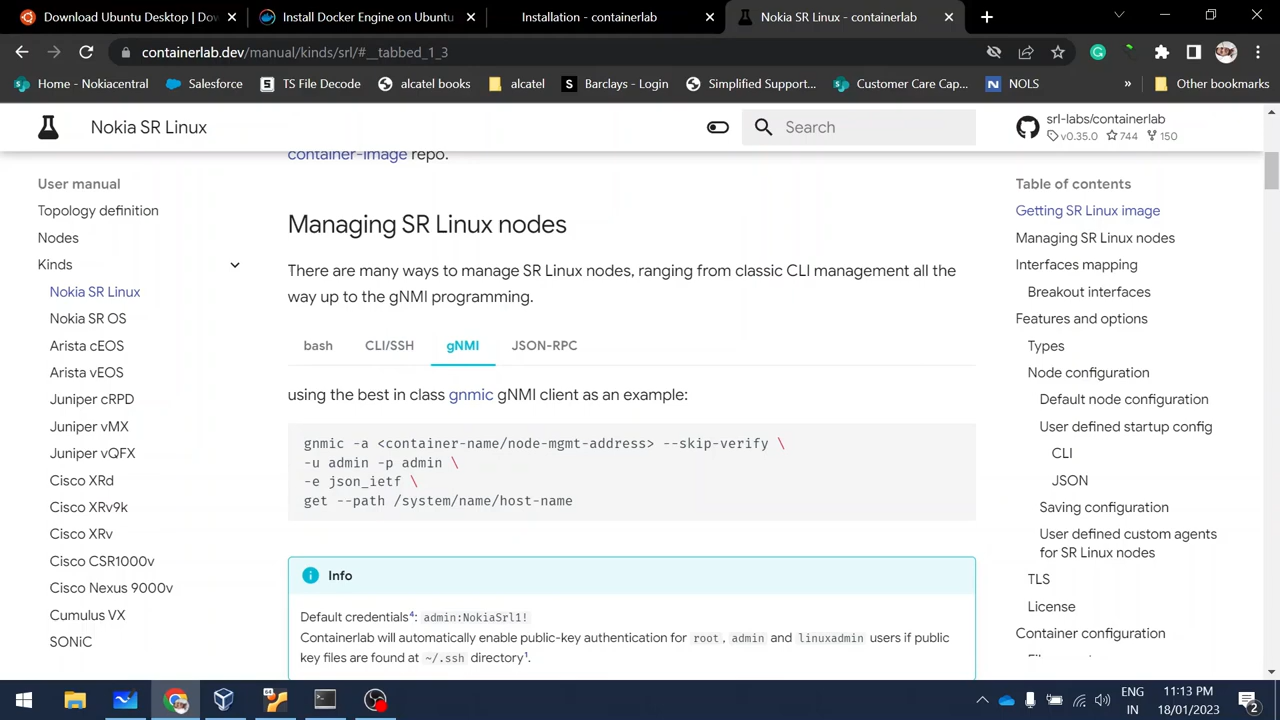 Download Ubuntu Desktop | Dow
Install Docker Engine on Ubuntu
Installation - containerlab
Nokia SR Linux - containerlab
containerlab.dev/manual/kinds/srl/#__tabbed_1_3
Home - Nokiacentral
Salesforce
TS File Decode
alcatel books
alcatel
Barclays - Login
Simplified Support...
Customer Care Cap...
NOLS
»
Other bookmarks
Nokia SR Linux
Search
srl-labs/containerlab
v0.35.0 744 150
container-image repo.
User manual
Topology definition
Nodes
Kinds
Nokia SR Linux
Nokia SR OS
Arista cEOS
Arista vEOS
Juniper cRPD
Juniper vMX
Juniper vQFX
Cisco XRd
Cisco XRv9k
Cisco XRv
Cisco CSR1000v
Cisco Nexus 9000v
Cumulus VX
SONiC
Managing SR Linux nodes
There are many ways to manage SR Linux nodes, ranging from classic CLI management all the
way up to the gNMI programming.
bash
CLI/SSH
gNMI
JSON-RPC
using the best in class gnmic gNMI client as an example:
gnmic -a <container-name/node-mgmt-address> --skip-verify \
-u admin -p admin \
-e json_ietf \
get --path /system/name/host-name
Info
Default credentials4: admin:NokiaSrl1!
Containerlab will automatically enable public-key authentication for root, admin and linuxadmin users if public
key files are found at ~/.ssh directory1.
Table of contents
Getting SR Linux image
Managing SR Linux nodes
Interfaces mapping
Breakout interfaces
Features and options
Types
Node configuration
Default node configuration
User defined startup config
CLI
JSON
Saving configuration
User defined custom agents
for SR Linux nodes
TLS
License
Container configuration
64
ENG
IN
11:13 PM
18/01/2023
2